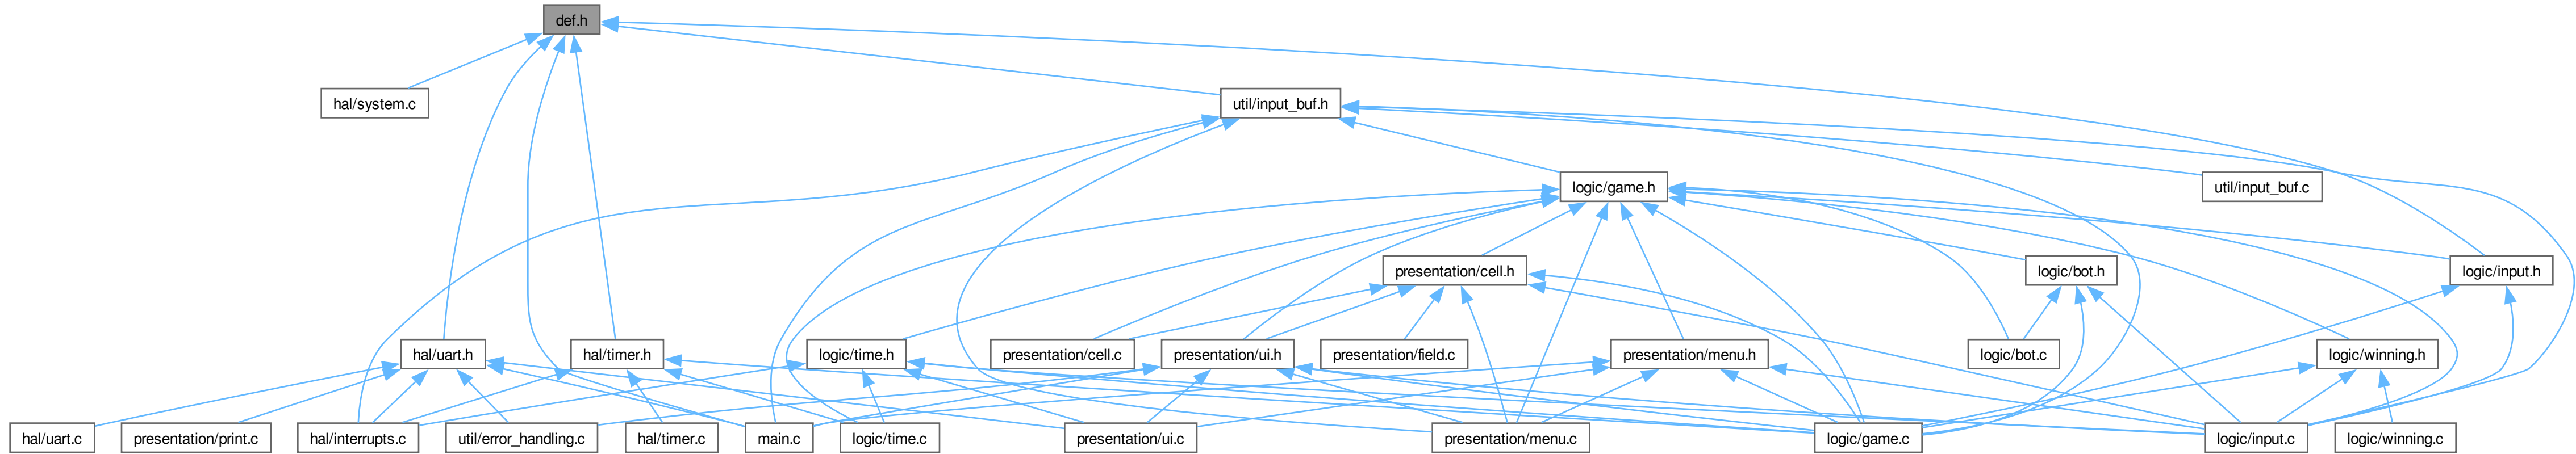 def.h
hal/system.c
util/input_buf.h
logic/game.h
util/input_buf.c
presentation/cell.h
logic/bot.h
logic/input.h
hal/uart.h
hal/timer.h
logic/time.h
presentation/cell.c
presentation/ui.h
presentation/field.c
presentation/menu.h
logic/bot.c
logic/winning.h
hal/uart.c
presentation/print.c
hal/interrupts.c
util/error_handling.c
hal/timer.c
main.c
logic/time.c
presentation/ui.c
presentation/menu.c
logic/game.c
logic/input.c
logic/winning.c